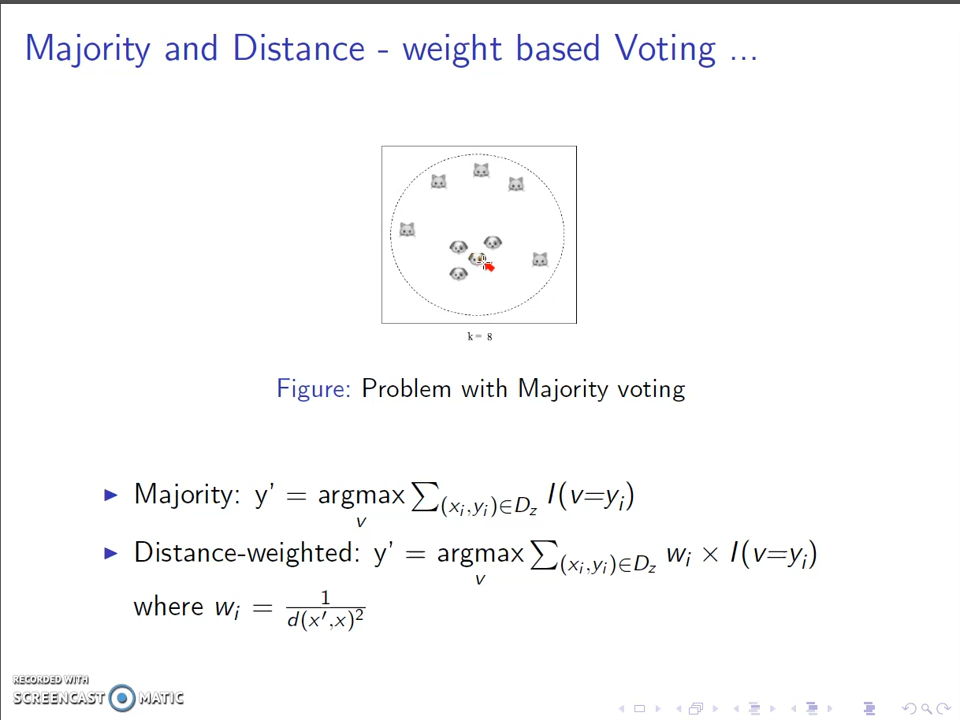 Majority and Distance - weight based Voting ...
k = 8
Figure: Problem with Majority voting
▶ Majority: y' = argmax_v ∑_{(x_i,y_i)∈D_z} I(v=y_i)
▶ Distance-weighted: y' = argmax_v ∑_{(x_i,y_i)∈D_z} w_i × I(v=y_i)
where w_i = 1/d(x′,x)²
RECORDED WITH
SCREENCAST MATIC